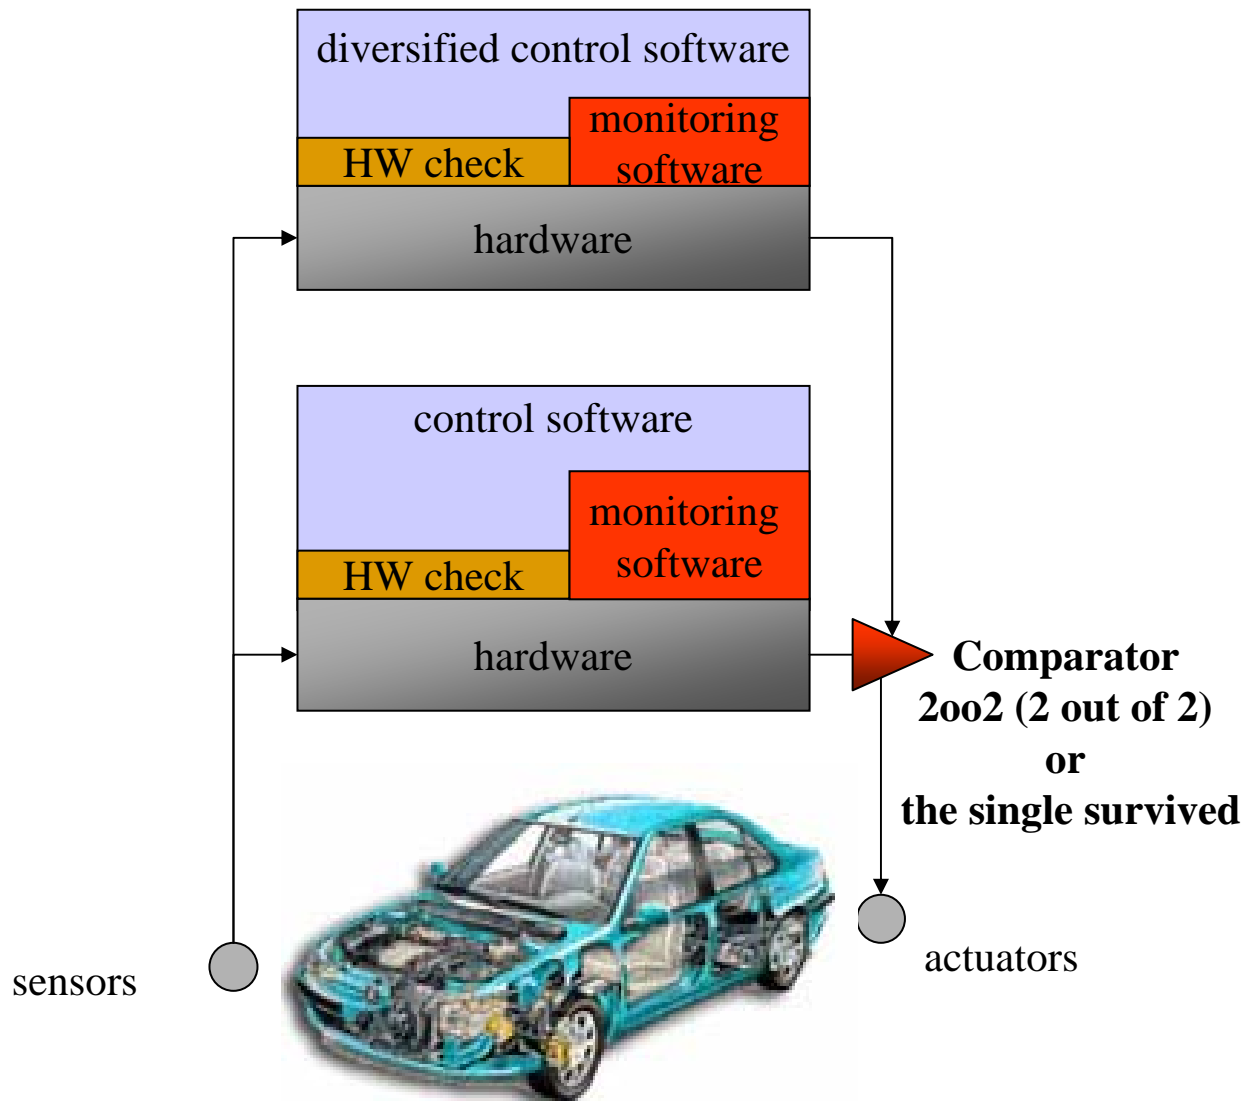 diversified control software
monitoring
software
HW check
hardware
control software
monitoring
software
HW check
hardware
Comparator
2oo2 (2 out of 2)
or
the single survived
actuators
sensors